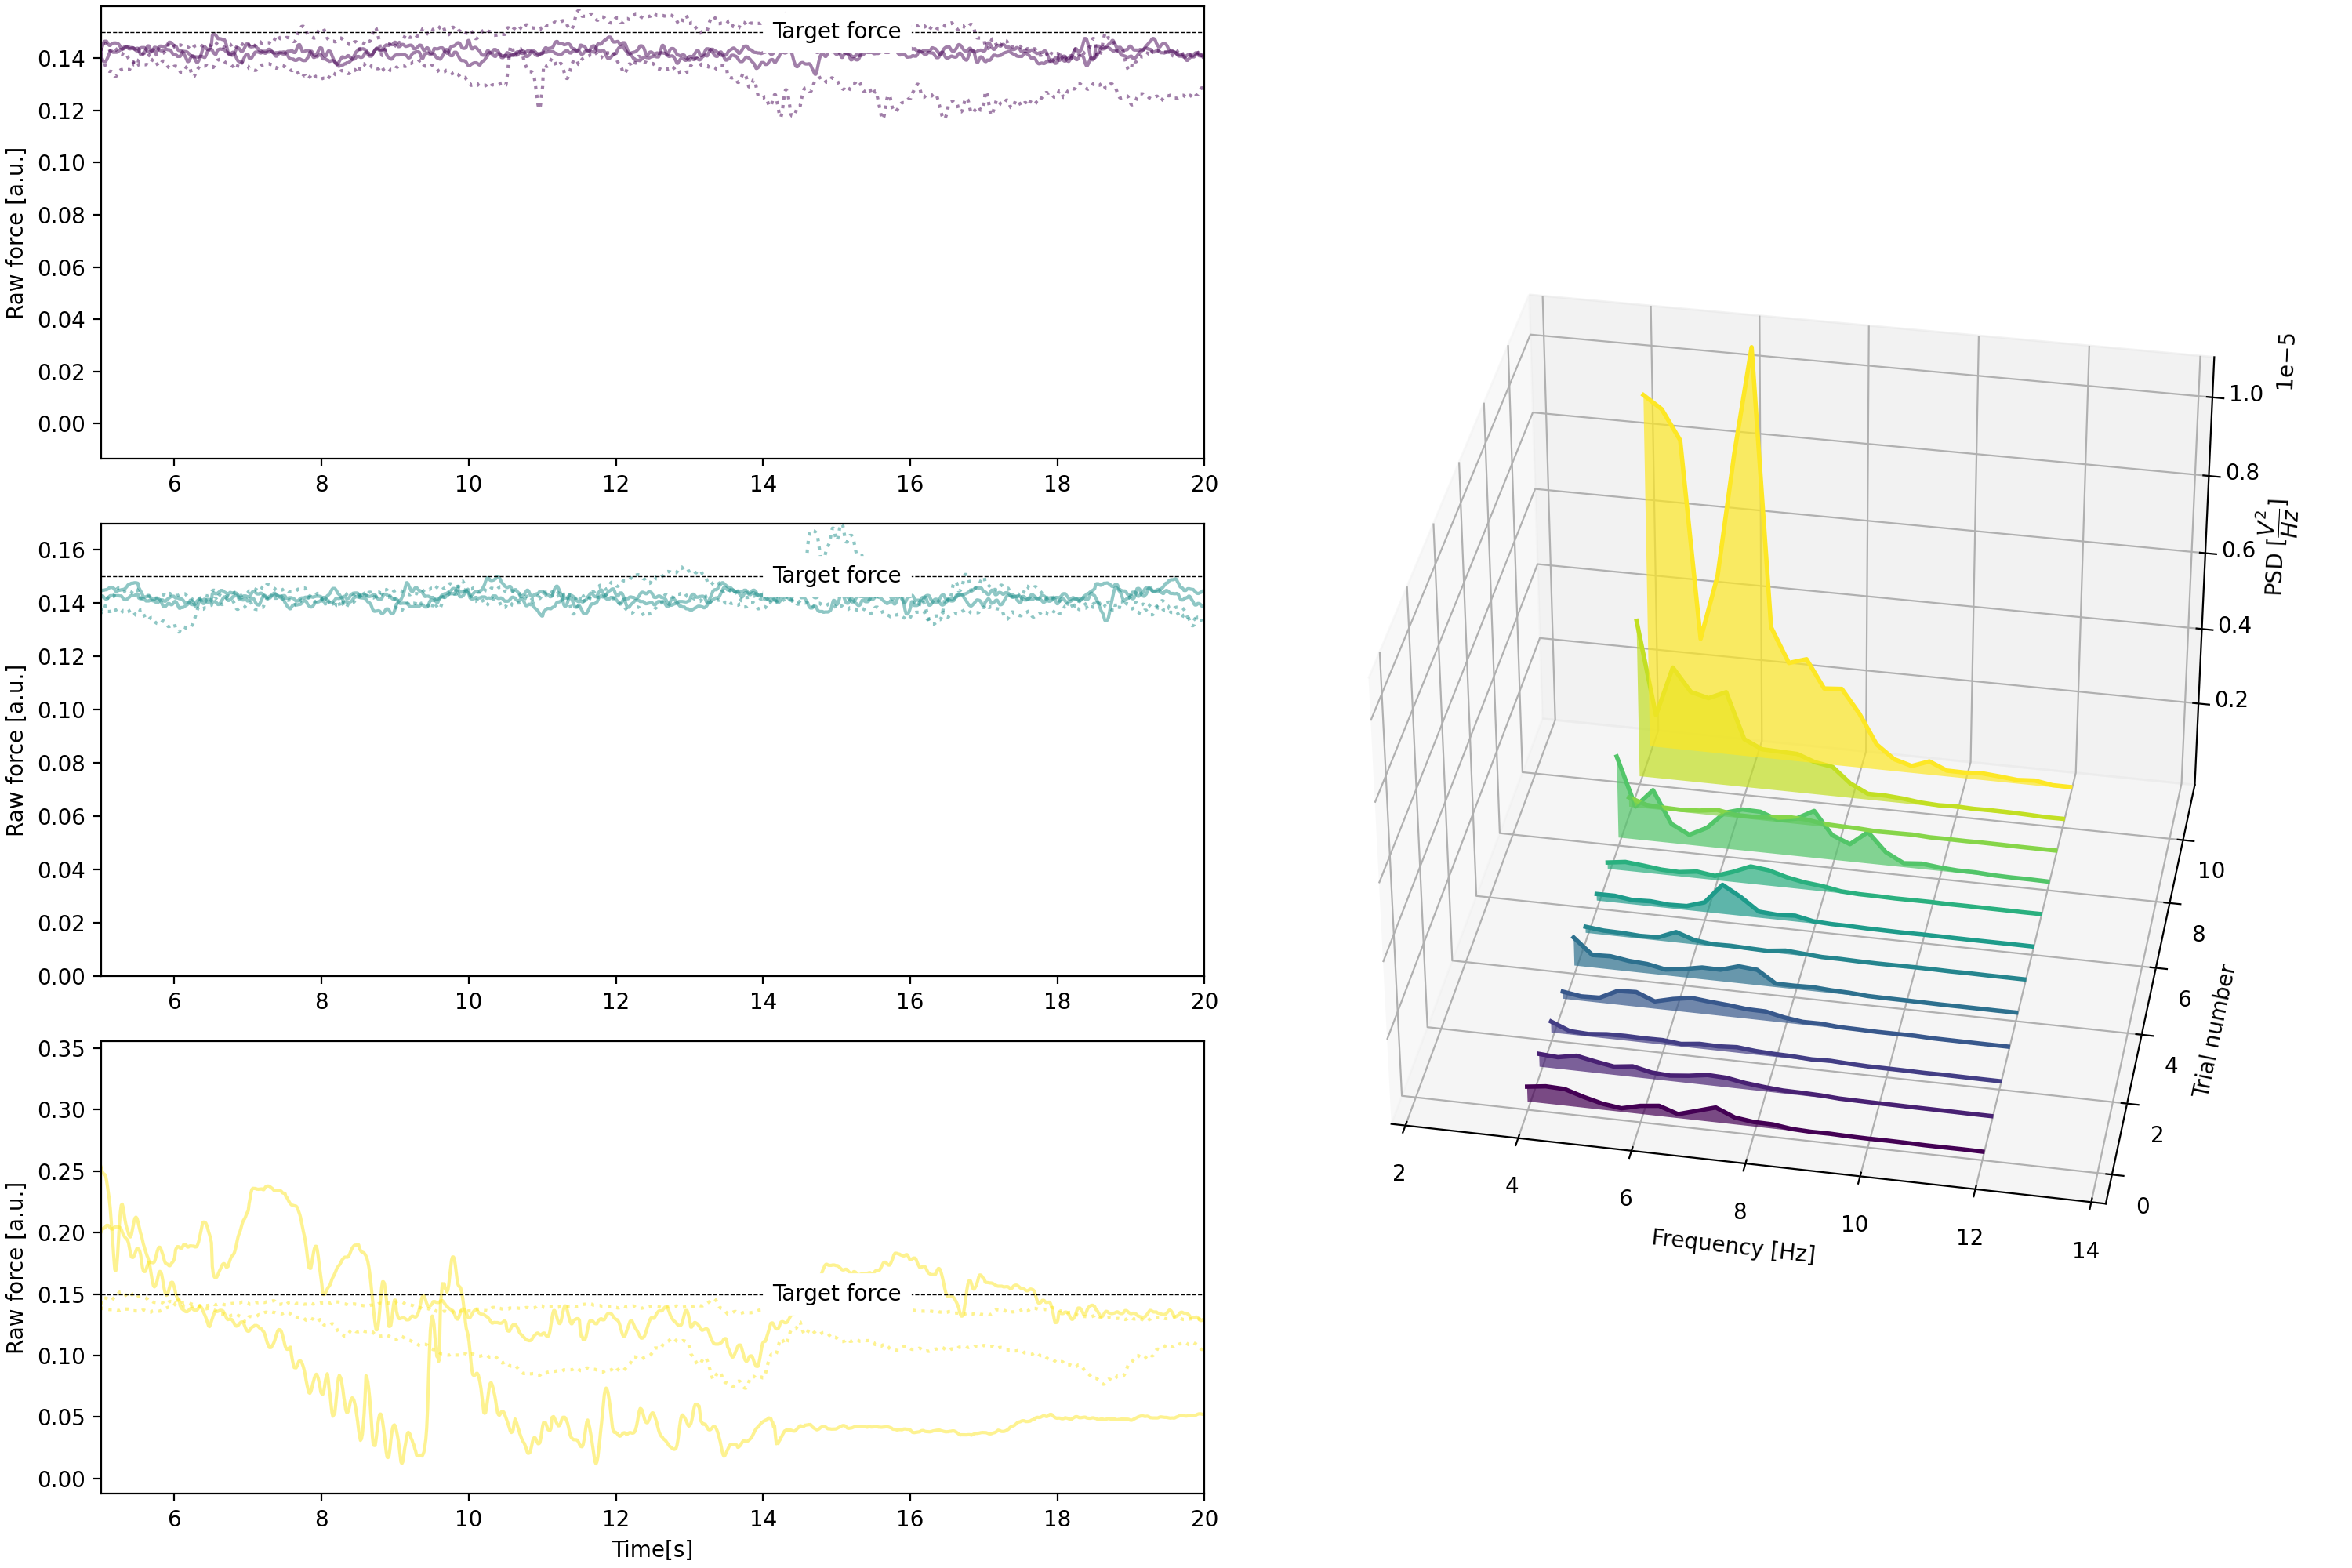 Raw force [a.u.]
0.14
0.12
0.10
0.08
0.06
0.04
0.02
0.00
Target force
6 8 10 12 14 16 18 20
Raw force [a.u.]
0.16
0.14
0.12
0.10
0.08
0.06
0.04
0.02
0.00
Target force
6 8 10 12 14 16 18 20
Raw force [a.u.]
0.35
0.30
0.25
0.20
0.15
0.10
0.05
0.00
Target force
6 8 10 12 14 16 18 20
Time[s]
1e−5
1.0
0.8
0.6
0.4
0.2
PSD [V²/Hz]
10
8
6
4
2
0
Trial number
2 4 6 8 10 12 14
Frequency [Hz]